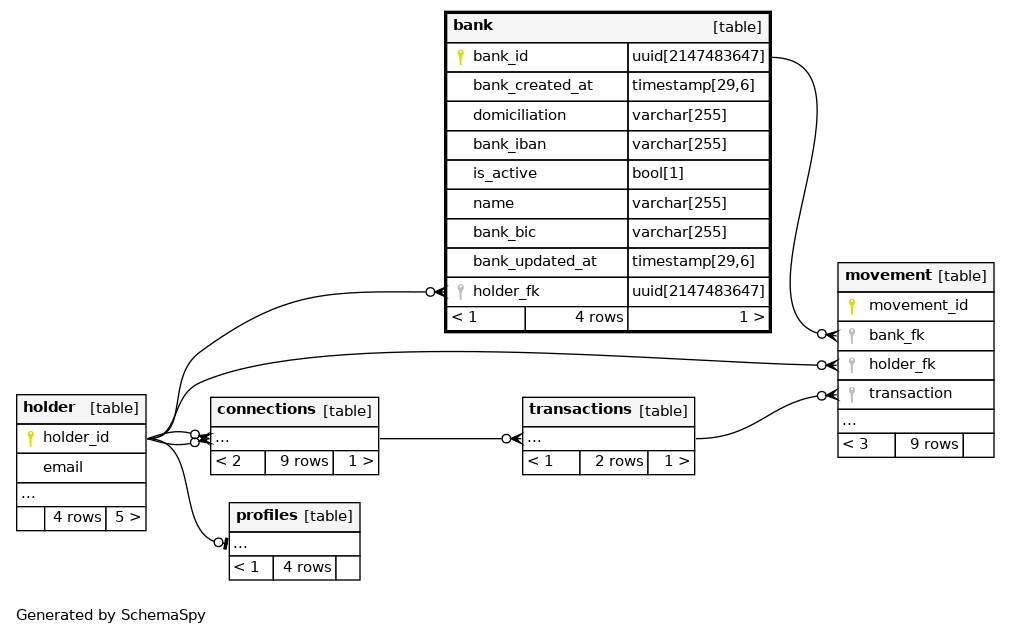 bank [table]
bank_id uuid[2147483647]
bank_created_at timestamp[29,6]
domiciliation varchar[255]
bank_iban varchar[255]
is_active bool[1]
name varchar[255]
bank_bic varchar[255]
bank_updated_at timestamp[29,6]
holder_fk uuid[2147483647]
< 1 4 rows 1 >
movement [table]
movement_id
bank_fk
holder_fk
transaction
...
< 3 9 rows
holder [table]
holder_id
email
...
4 rows 5 >
connections [table]
...
< 2 9 rows 1 >
transactions [table]
...
< 1 2 rows 1 >
profiles [table]
...
< 1 4 rows
Generated by SchemaSpy